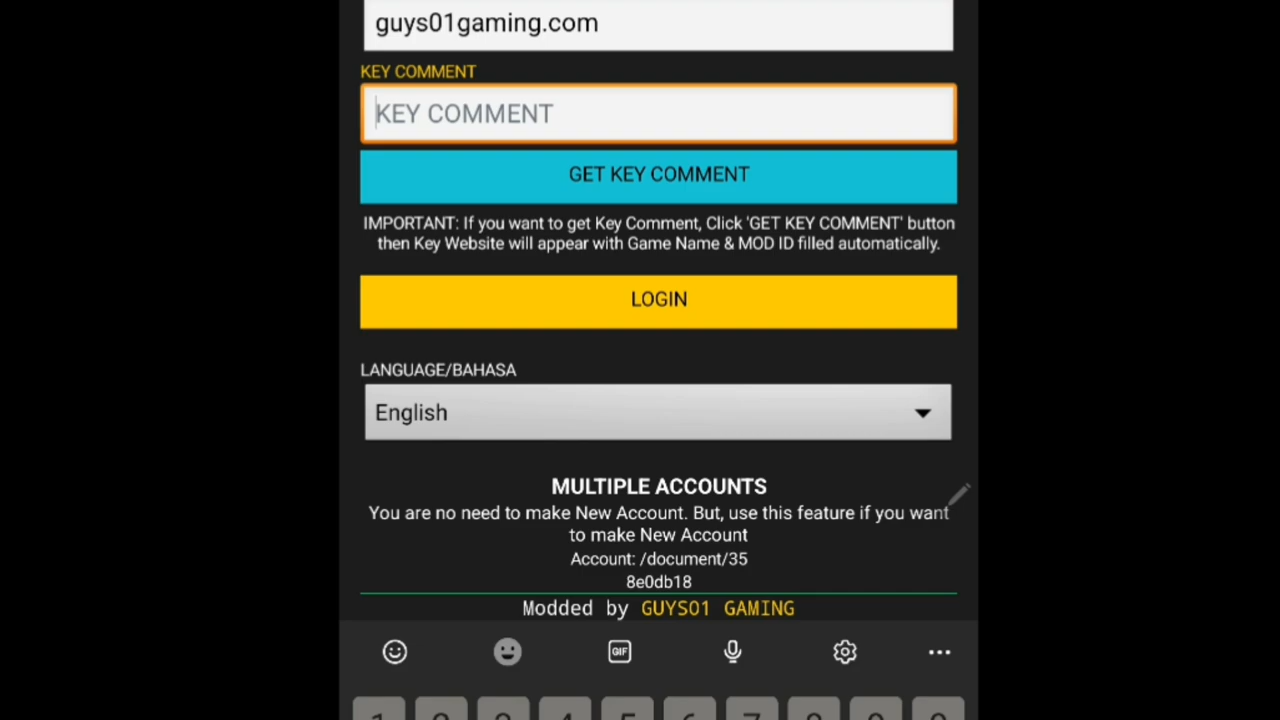 guys01gaming.com
KEY COMMENT
KEY COMMENT
GET KEY COMMENT
IMPORTANT: If you want to get Key Comment, Click 'GET KEY COMMENT' button
then Key Website will appear with Game Name & MOD ID filled automatically.
LOGIN
LANGUAGE/BAHASA
English
MULTIPLE ACCOUNTS
You are no need to make New Account. But, use this feature if you want
to make New Account
Account: /document/35
8e0db18
Modded by GUYS01 GAMING
GIF